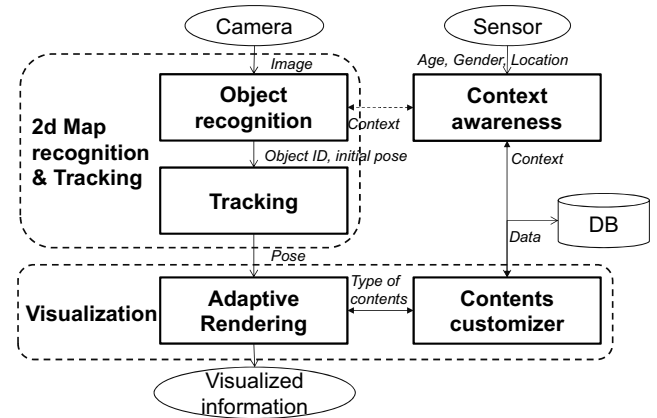 Camera
Sensor
Image
Age, Gender, Location
2d Map
recognition
& Tracking
Object
recognition
Context
Context
awareness
Object ID, initial pose
Context
Tracking
DB
Data
Pose
Visualization
Adaptive
Rendering
Type of
contents
Contents
customizer
Visualized
information